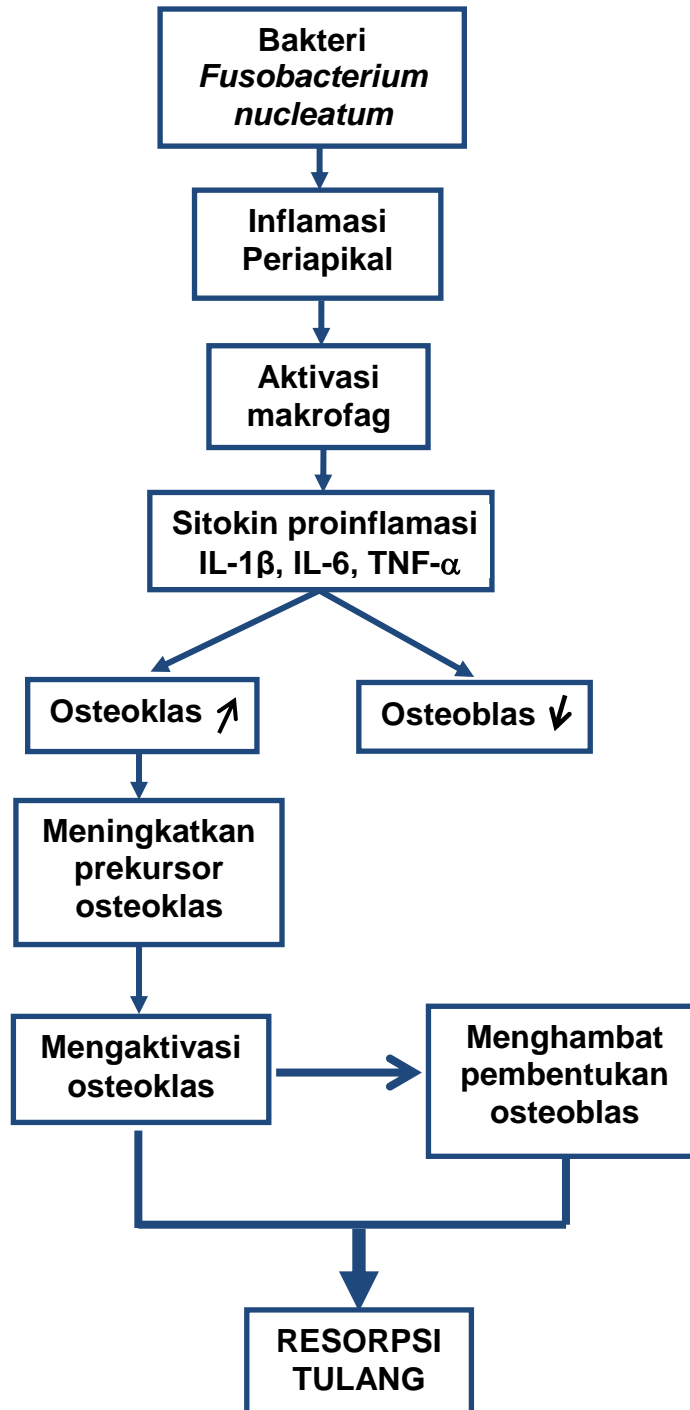 Bakteri
Fusobacterium
nucleatum
Inflamasi
Periapikal
Aktivasi
makrofag
Sitokin proinflamasi
IL-1β, IL-6, TNF-α
Osteoklas ↗
Osteoblas ↙
Meningkatkan
prekursor
osteoklas
Mengaktivasi
osteoklas
Menghambat
pembentukan
osteoblas
RESORPSI
TULANG